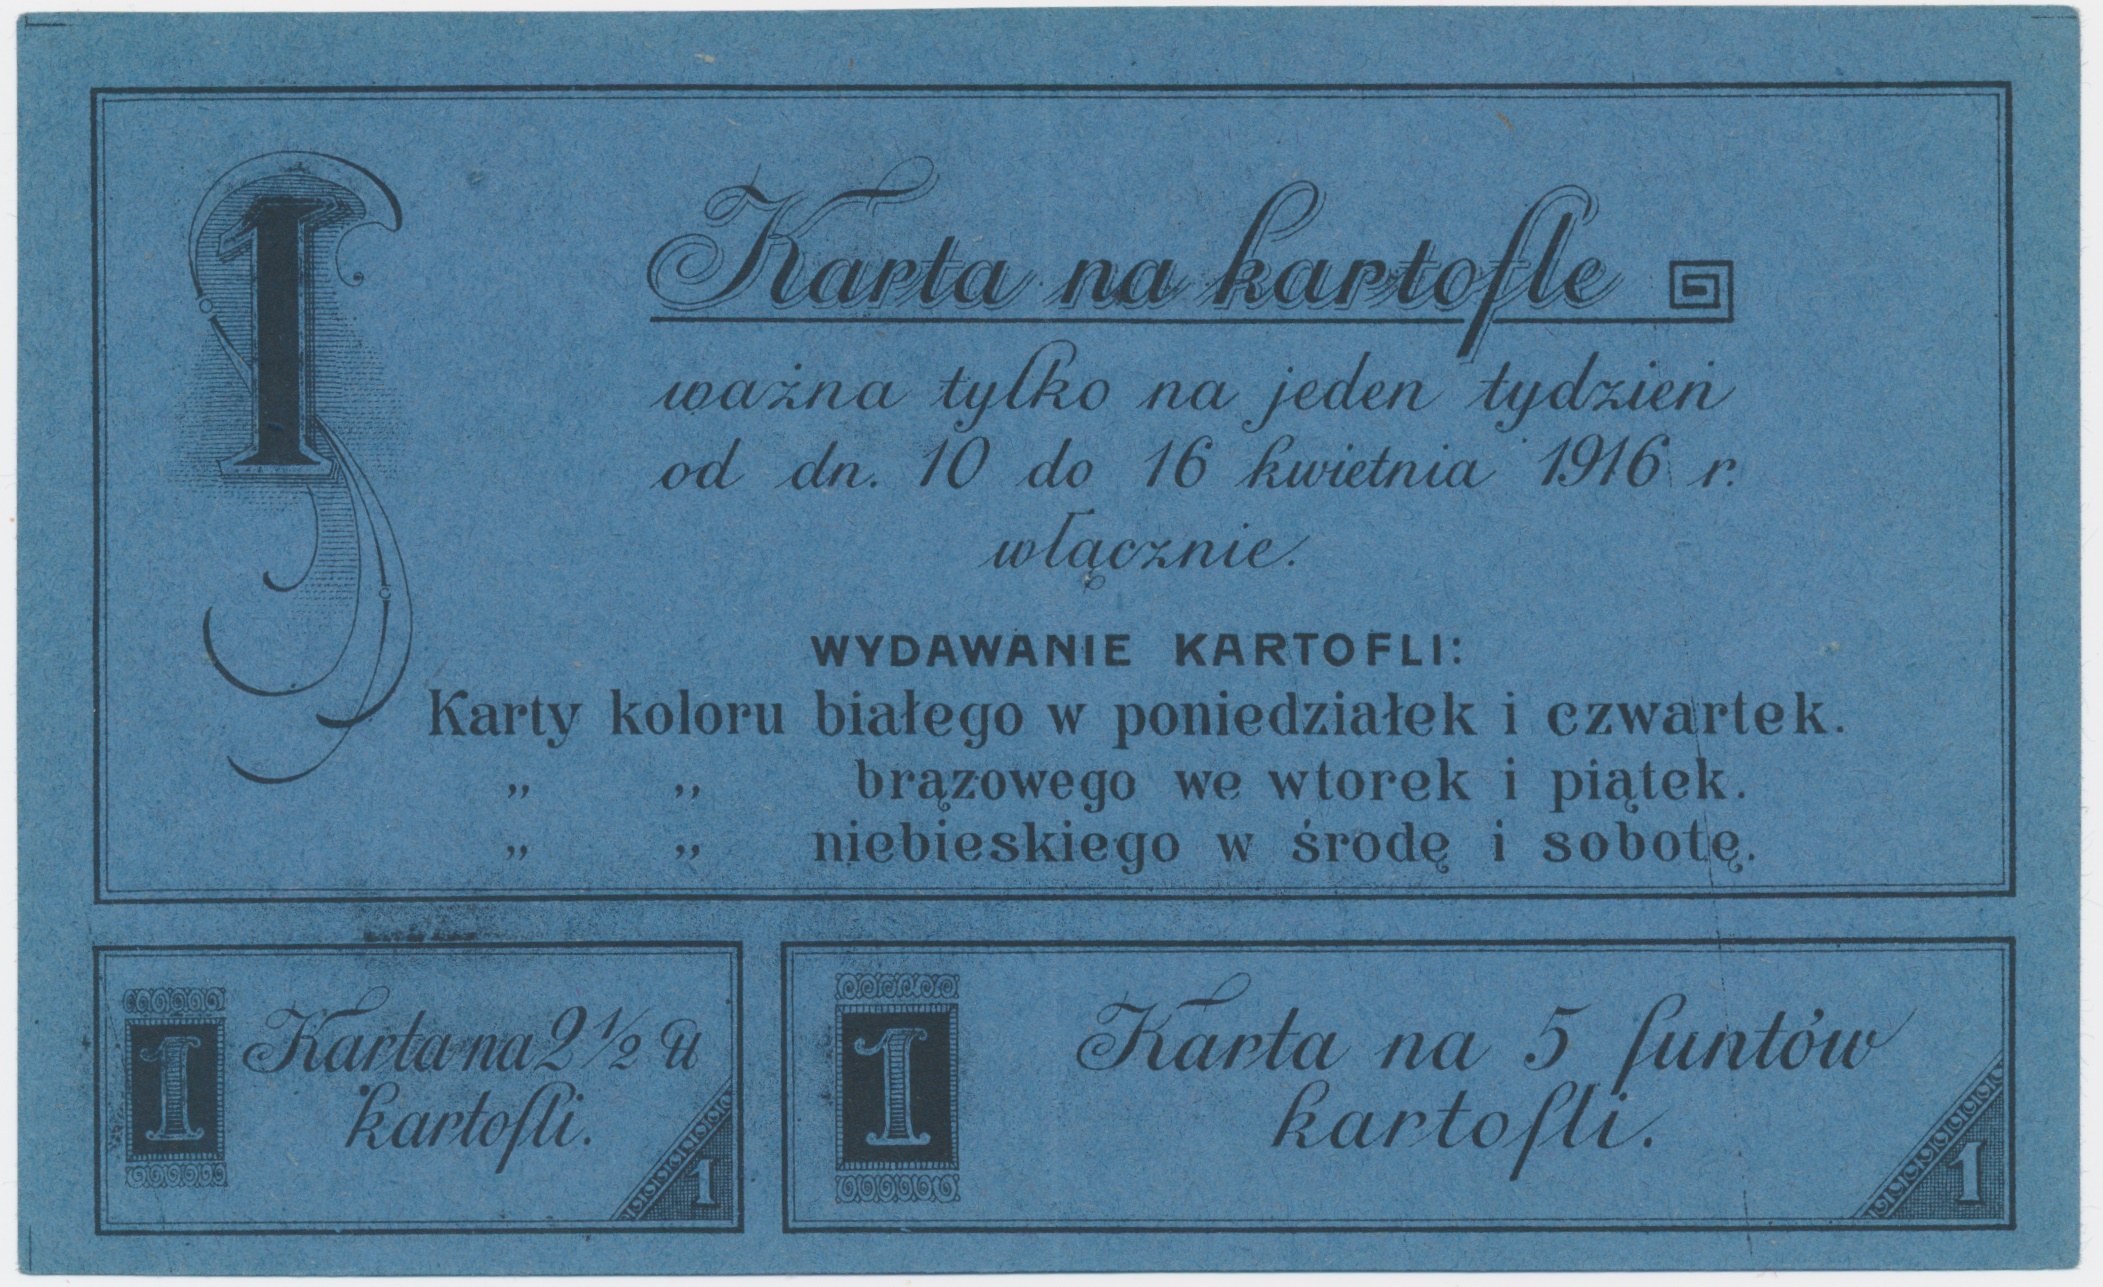 1
Karta na kartofle
ważna tylko na jeden tydzień
od dn. 10 do 16 kwietnia 1916 r.
włącznie.
WYDAWANIE KARTOFLI:
Karty koloru białego w poniedziałek i czwartek.
„ „ brązowego we wtorek i piątek.
„ „ niebieskiego w środę i sobotę.
1
Karta na 2 1/2 ℔
kartofli.
1
1
Karta na 5 funtów
kartofli.
1